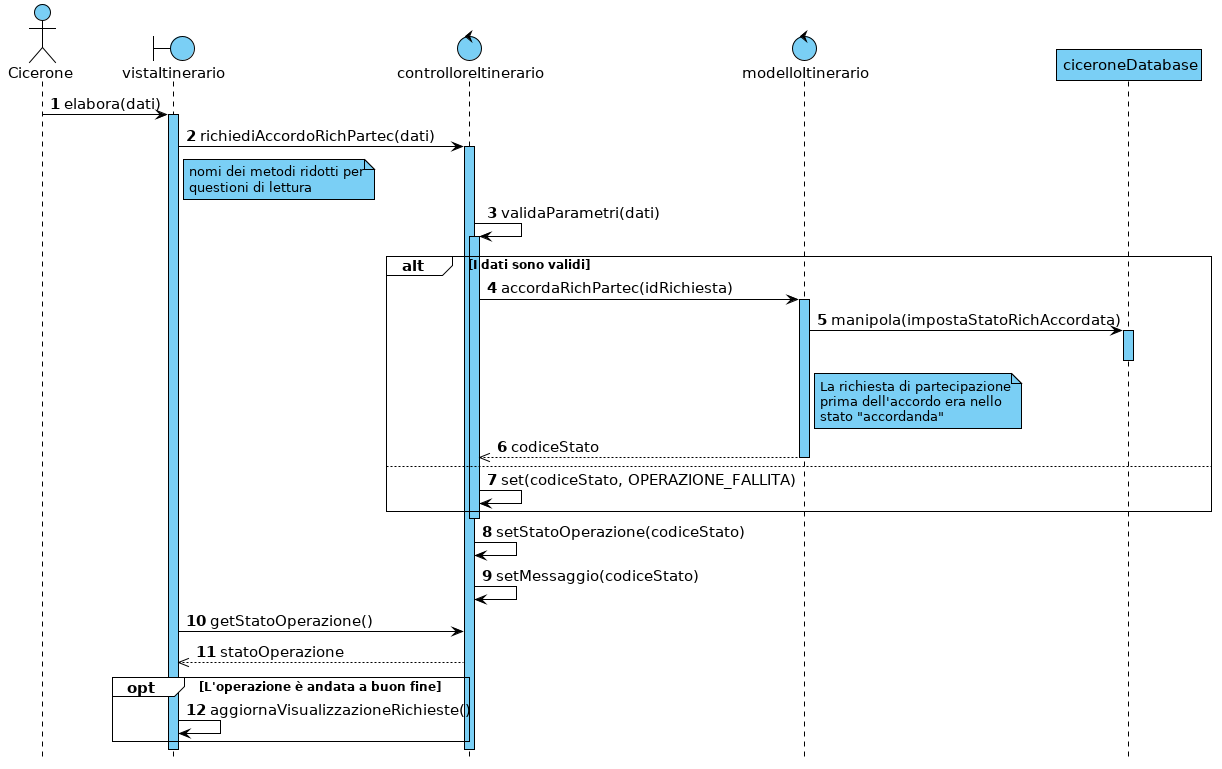 Cicerone
vistaItinerario
controlloreItinerario
modelloItinerario
ciceroneDatabase
1 elabora(dati)
2 richiediAccordoRichPartec(dati)
nomi dei metodi ridotti per
questioni di lettura
3 validaParametri(dati)
alt [I dati sono validi]
4 accordaRichPartec(idRichiesta)
5 manipola(impostaStatoRichAccordata)
La richiesta di partecipazione
prima dell'accordo era nello
stato "accordanda"
6 codiceStato
7 set(codiceStato, OPERAZIONE_FALLITA)
8 setStatoOperazione(codiceStato)
9 setMessaggio(codiceStato)
10 getStatoOperazione()
11 statoOperazione
opt [L'operazione è andata a buon fine]
12 aggiornaVisualizzazioneRichieste()